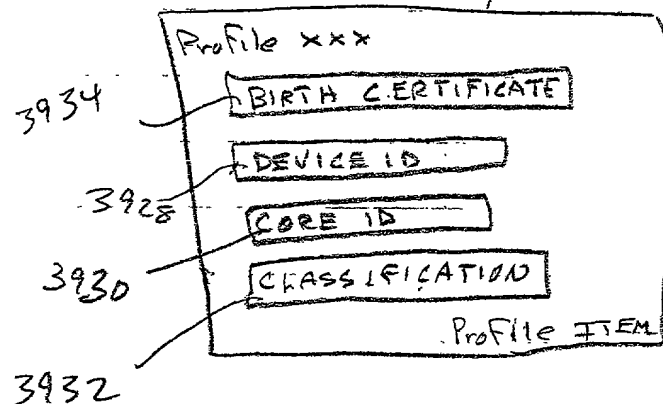 Profile xxx
3934
BIRTH CERTIFICATE
3928
DEVICE ID
3930
CORE ID
3932
CLASSIFICATION
Profile ITEM